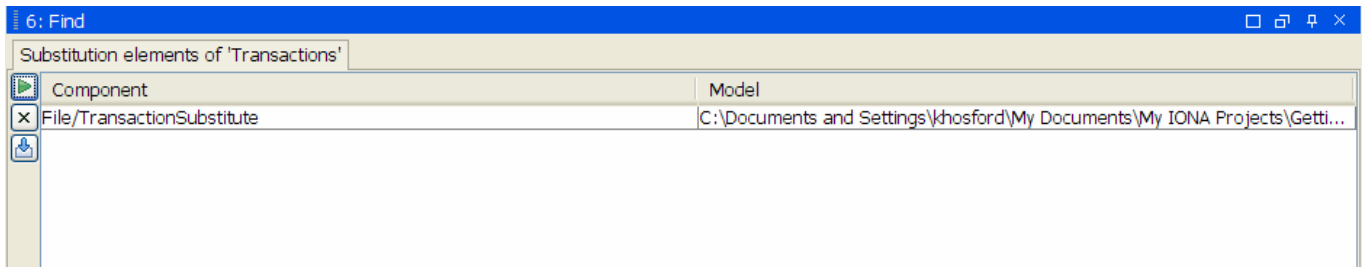 6: Find
Substitution elements of 'Transactions'
Component Model
File/TransactionSubstitute C:\Documents and Settings\khosford\My Documents\My IONA Projects\Getti...